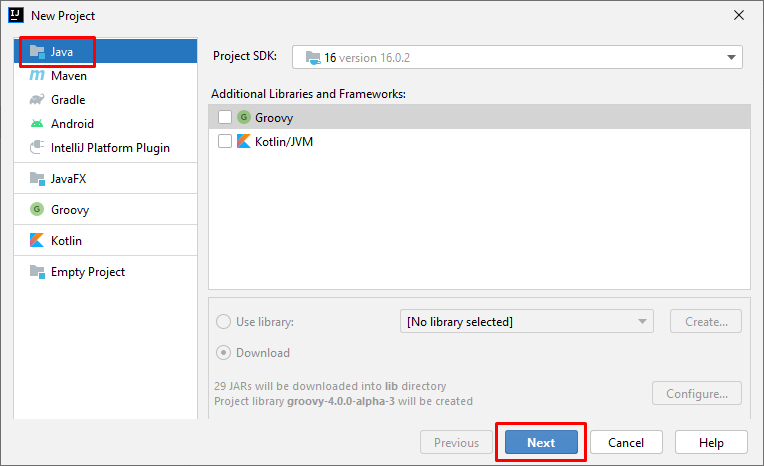 IJ New Project
Java
Maven
Gradle
Android
IntelliJ Platform Plugin
JavaFX
G Groovy
Kotlin
Empty Project
Project SDK: 16 version 16.0.2
Additional Libraries and Frameworks:
G Groovy
Kotlin/JVM
Use library: [No library selected] Create...
Download
29 JARs will be downloaded into lib directory
Project library groovy-4.0.0-alpha-3 will be created
Configure...
Previous Next Cancel Help